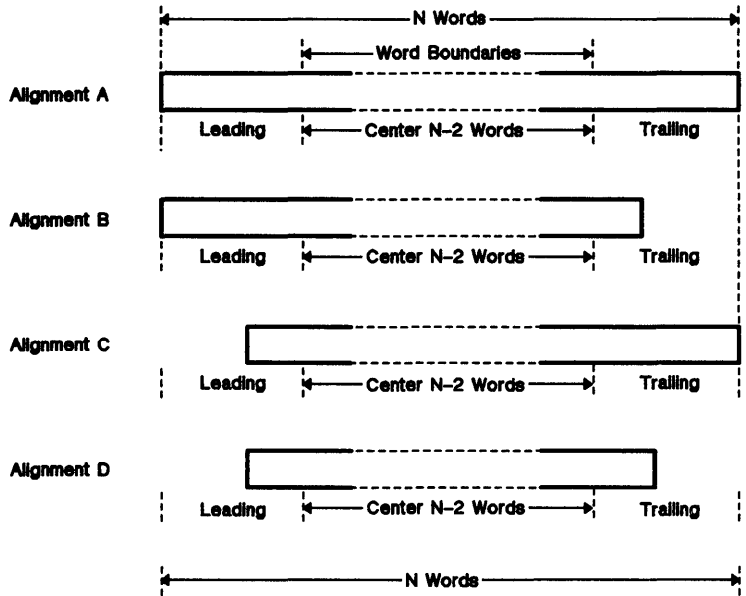 N Words
Word Boundaries
Alignment A
Leading Center N-2 Words Trailing
Alignment B
Leading Center N-2 Words Trailing
Alignment C
Leading Center N-2 Words Trailing
Alignment D
Leading Center N-2 Words Trailing
N Words